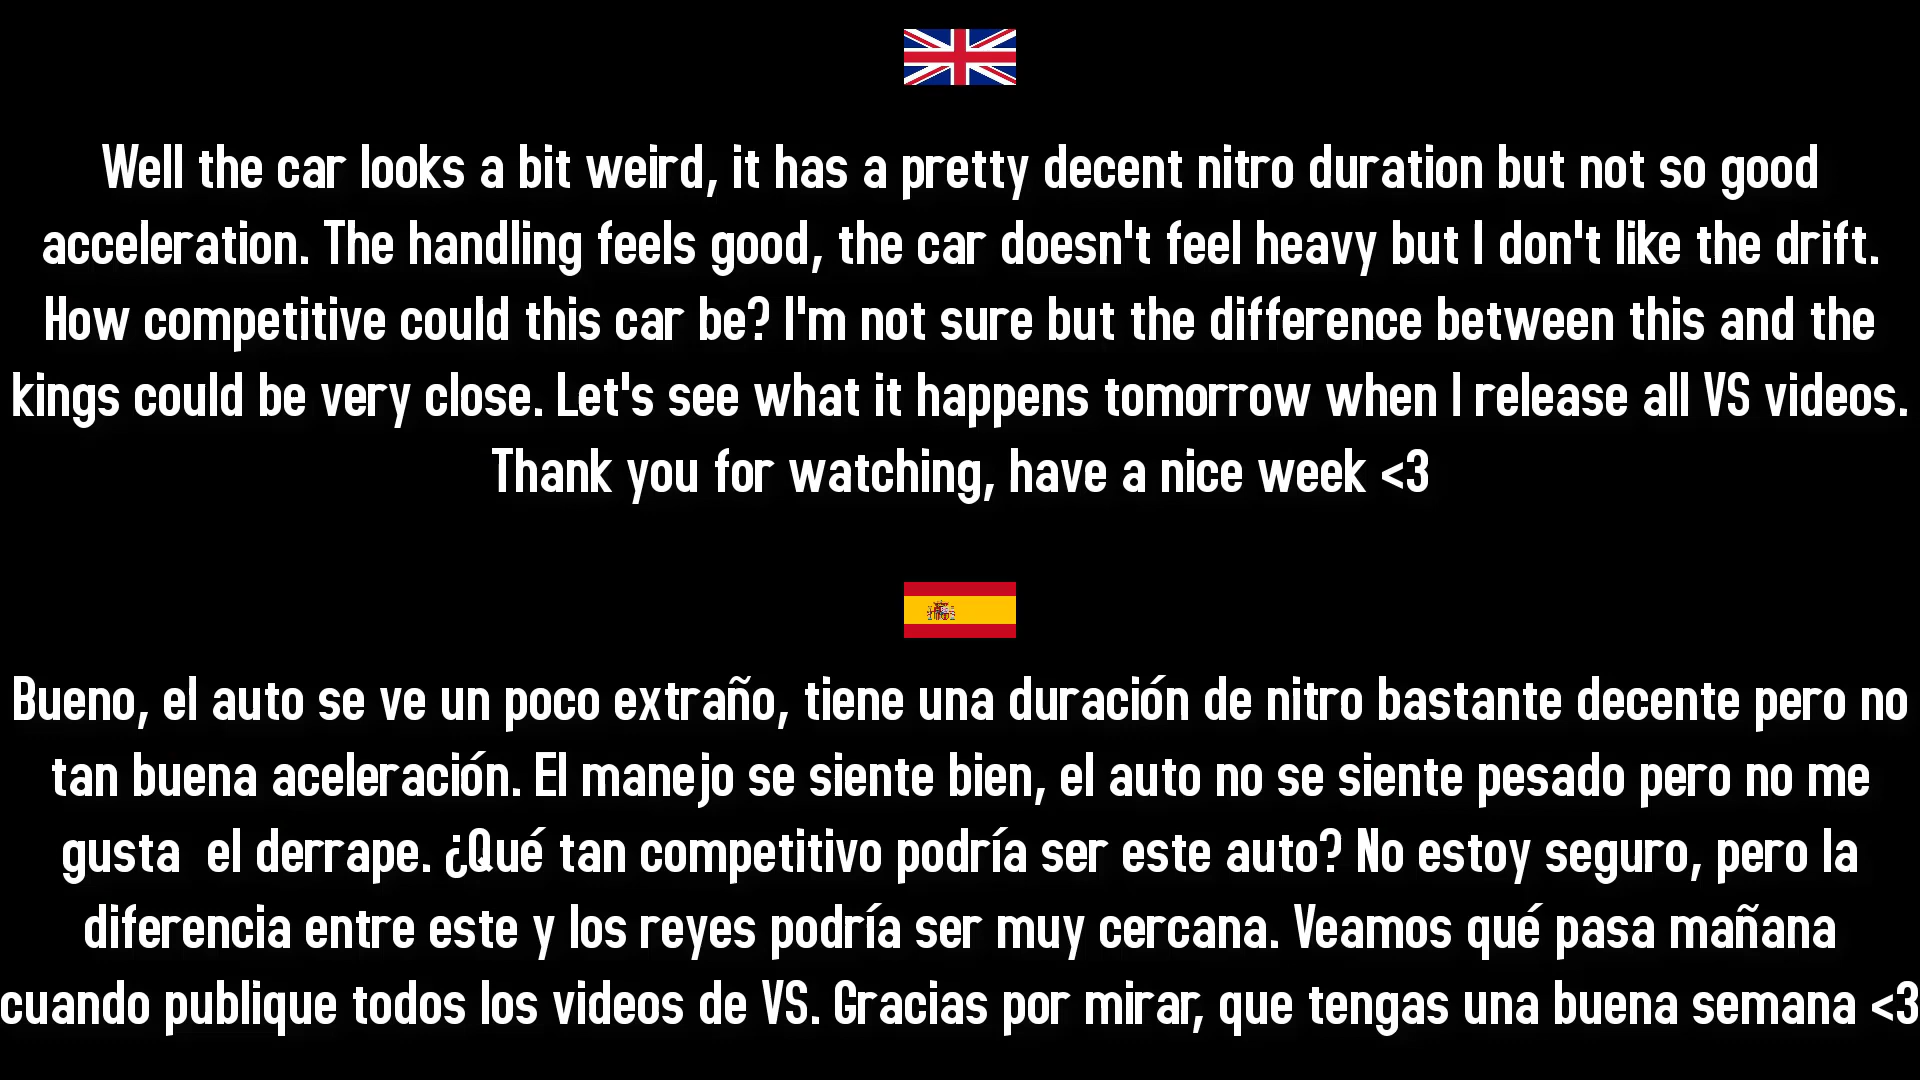 Well the car looks a bit weird, it has a pretty decent nitro duration but not so good
acceleration. The handling feels good, the car doesn't feel heavy but I don't like the drift.
How competitive could this car be? I'm not sure but the difference between this and the
kings could be very close. Let's see what it happens tomorrow when I release all VS videos.
Thank you for watching, have a nice week <3
Bueno, el auto se ve un poco extraño, tiene una duración de nitro bastante decente pero no
tan buena aceleración. El manejo se siente bien, el auto no se siente pesado pero no me
gusta  el derrape. ¿Qué tan competitivo podría ser este auto? No estoy seguro, pero la
diferencia entre este y los reyes podría ser muy cercana. Veamos qué pasa mañana
cuando publique todos los videos de VS. Gracias por mirar, que tengas una buena semana <3